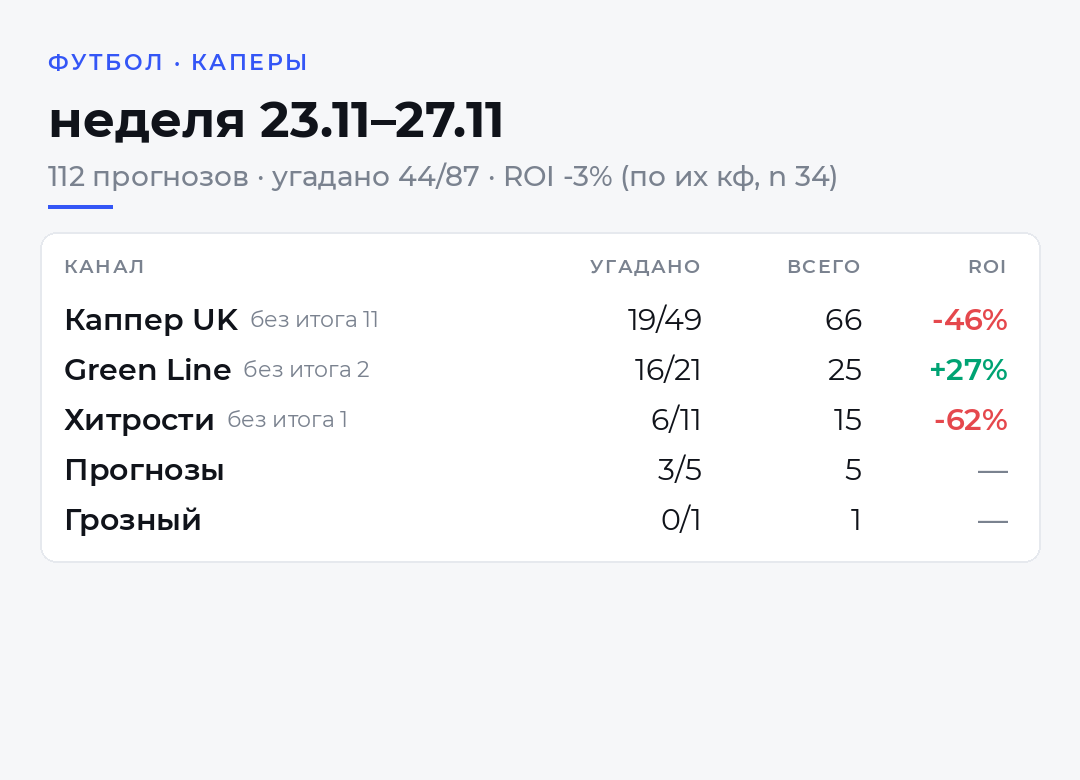 ФУТБОЛ · КАПЕРЫ
неделя 23.11–27.11
112 прогнозов · угадано 44/87 · ROI -3% (по их кф, n 34)
КАНАЛ УГАДАНО ВСЕГО ROI
Каппер UK без итога 11 19/49 66 -46%
Green Line без итога 2 16/21 25 +27%
Хитрости без итога 1 6/11 15 -62%
Прогнозы 3/5 5 —
Грозный 0/1 1 —